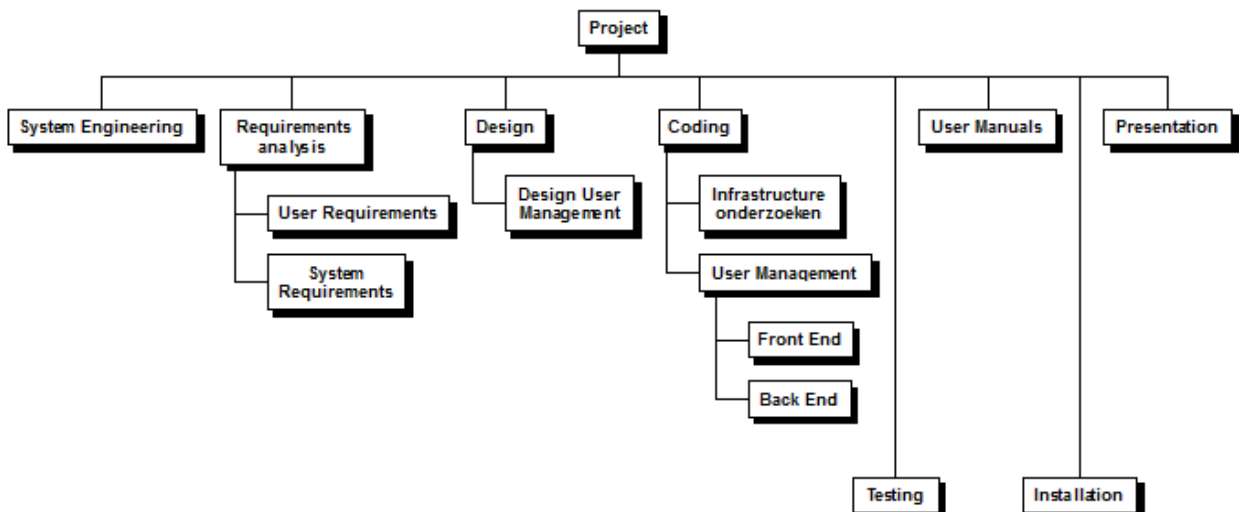 Project
System Engineering
Requirements
analysis
Design
Coding
User Manuals
Presentation
User Requirements
System
Requirements
Design User
Management
Infrastructure
onderzoeken
User Management
Front End
Back End
Testing
Installation